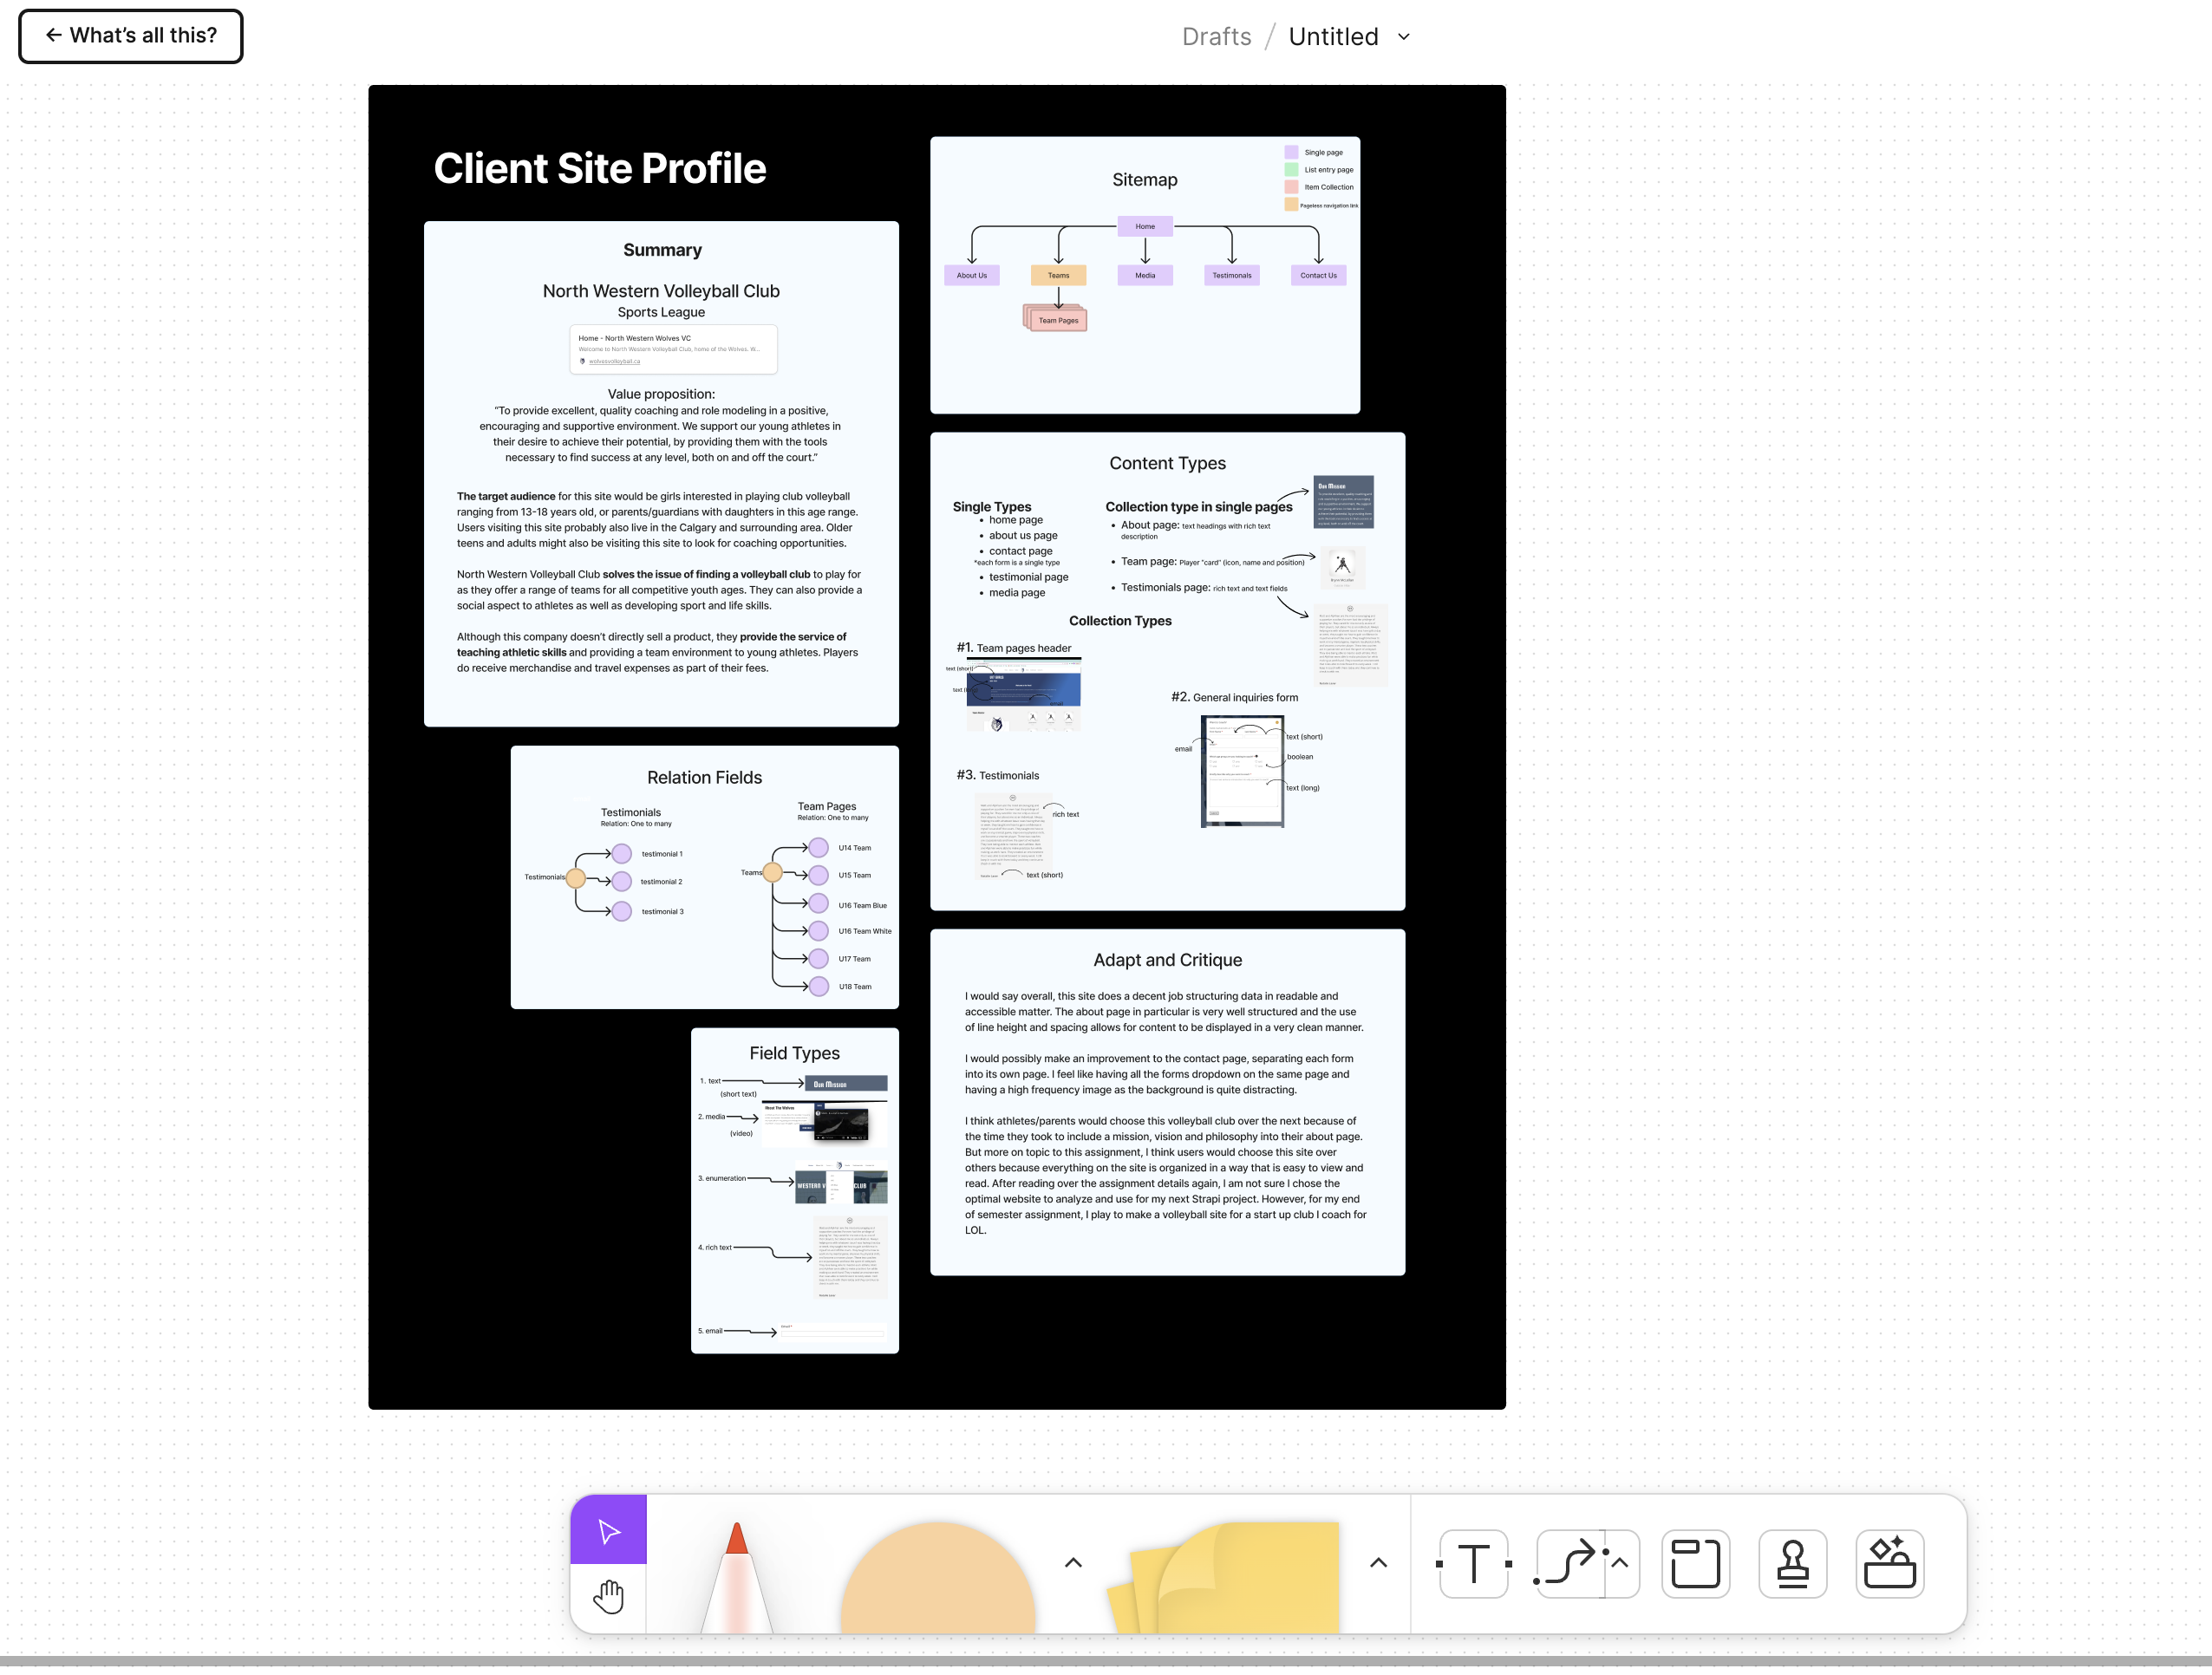 ← What's all this?
Drafts / Untitled
Client Site Profile
Summary
North Western Volleyball Club
Sports League
Home - North Western Wolves VC
Welcome to North Western Volleyball Club, home of the Wolves. W...
wolvesvolleyball.ca
Value proposition:
"To provide excellent, quality coaching and role modeling in a positive,
encouraging and supportive environment. We support our young athletes in
their desire to achieve their potential, by providing them with the tools
necessary to find success at any level, both on and off the court."
The target audience for this site would be girls interested in playing club volleyball
ranging from 13-18 years old, or parents/guardians with daughters in this age range.
Users visiting this site probably also live in the Calgary and surrounding area. Older
teens and adults might also be visiting this site to look for coaching opportunities.
North Western Volleyball Club solves the issue of finding a volleyball club to play for
as they offer a range of teams for all competitive youth ages. They can also provide a
social aspect to athletes as well as developing sport and life skills.
Although this company doesn't directly sell a product, they provide the service of
teaching athletic skills and providing a team environment to young athletes. Players
do receive merchandise and travel expenses as part of their fees.
Relation Fields
Testimonials
Relation: One to many
Testimonials
testimonial 1
testimonial 2
testimonial 3
Team Pages
Relation: One to many
Teams
U14 Team
U15 Team
U16 Team Blue
U16 Team White
U17 Team
U18 Team
Field Types
1. text
(short text)
Our Mission
2. media
(video)
About The Wolves
3. enumeration
WESTERN V
CLUB
4. rich text
5. email
Sitemap
Single page
List entry page
Item Collection
Pageless navigation link
Home
About Us
Teams
Media
Testimonals
Contact Us
Team Pages
Content Types
Single Types
• home page
• about us page
• contact page
*each form is a single type
• testimonial page
• media page
Collection type in single pages
• About page: text headings with rich text
description
• Team page: Player "card" (icon, name and position)
• Testimonials page: rich text and text fields
Our Mission
Collection Types
#1. Team pages header
text (short)
#2. General inquiries form
email
text (short)
boolean
text (long)
#3. Testimonials
rich text
text (short)
Adapt and Critique
I would say overall, this site does a decent job structuring data in readable and
accessible matter. The about page in particular is very well structured and the use
of line height and spacing allows for content to be displayed in a very clean manner.
I would possibly make an improvement to the contact page, separating each form
into its own page. I feel like having all the forms dropdown on the same page and
having a high frequency image as the background is quite distracting.
I think athletes/parents would choose this volleyball club over the next because of
the time they took to include a mission, vision and philosophy into their about page.
But more on topic to this assignment, I think users would choose this site over
others because everything on the site is organized in a way that is easy to view and
read. After reading over the assignment details again, I am not sure I chose the
optimal website to analyze and use for my next Strapi project. However, for my end
of semester assignment, I play to make a volleyball site for a start up club I coach for
LOL.